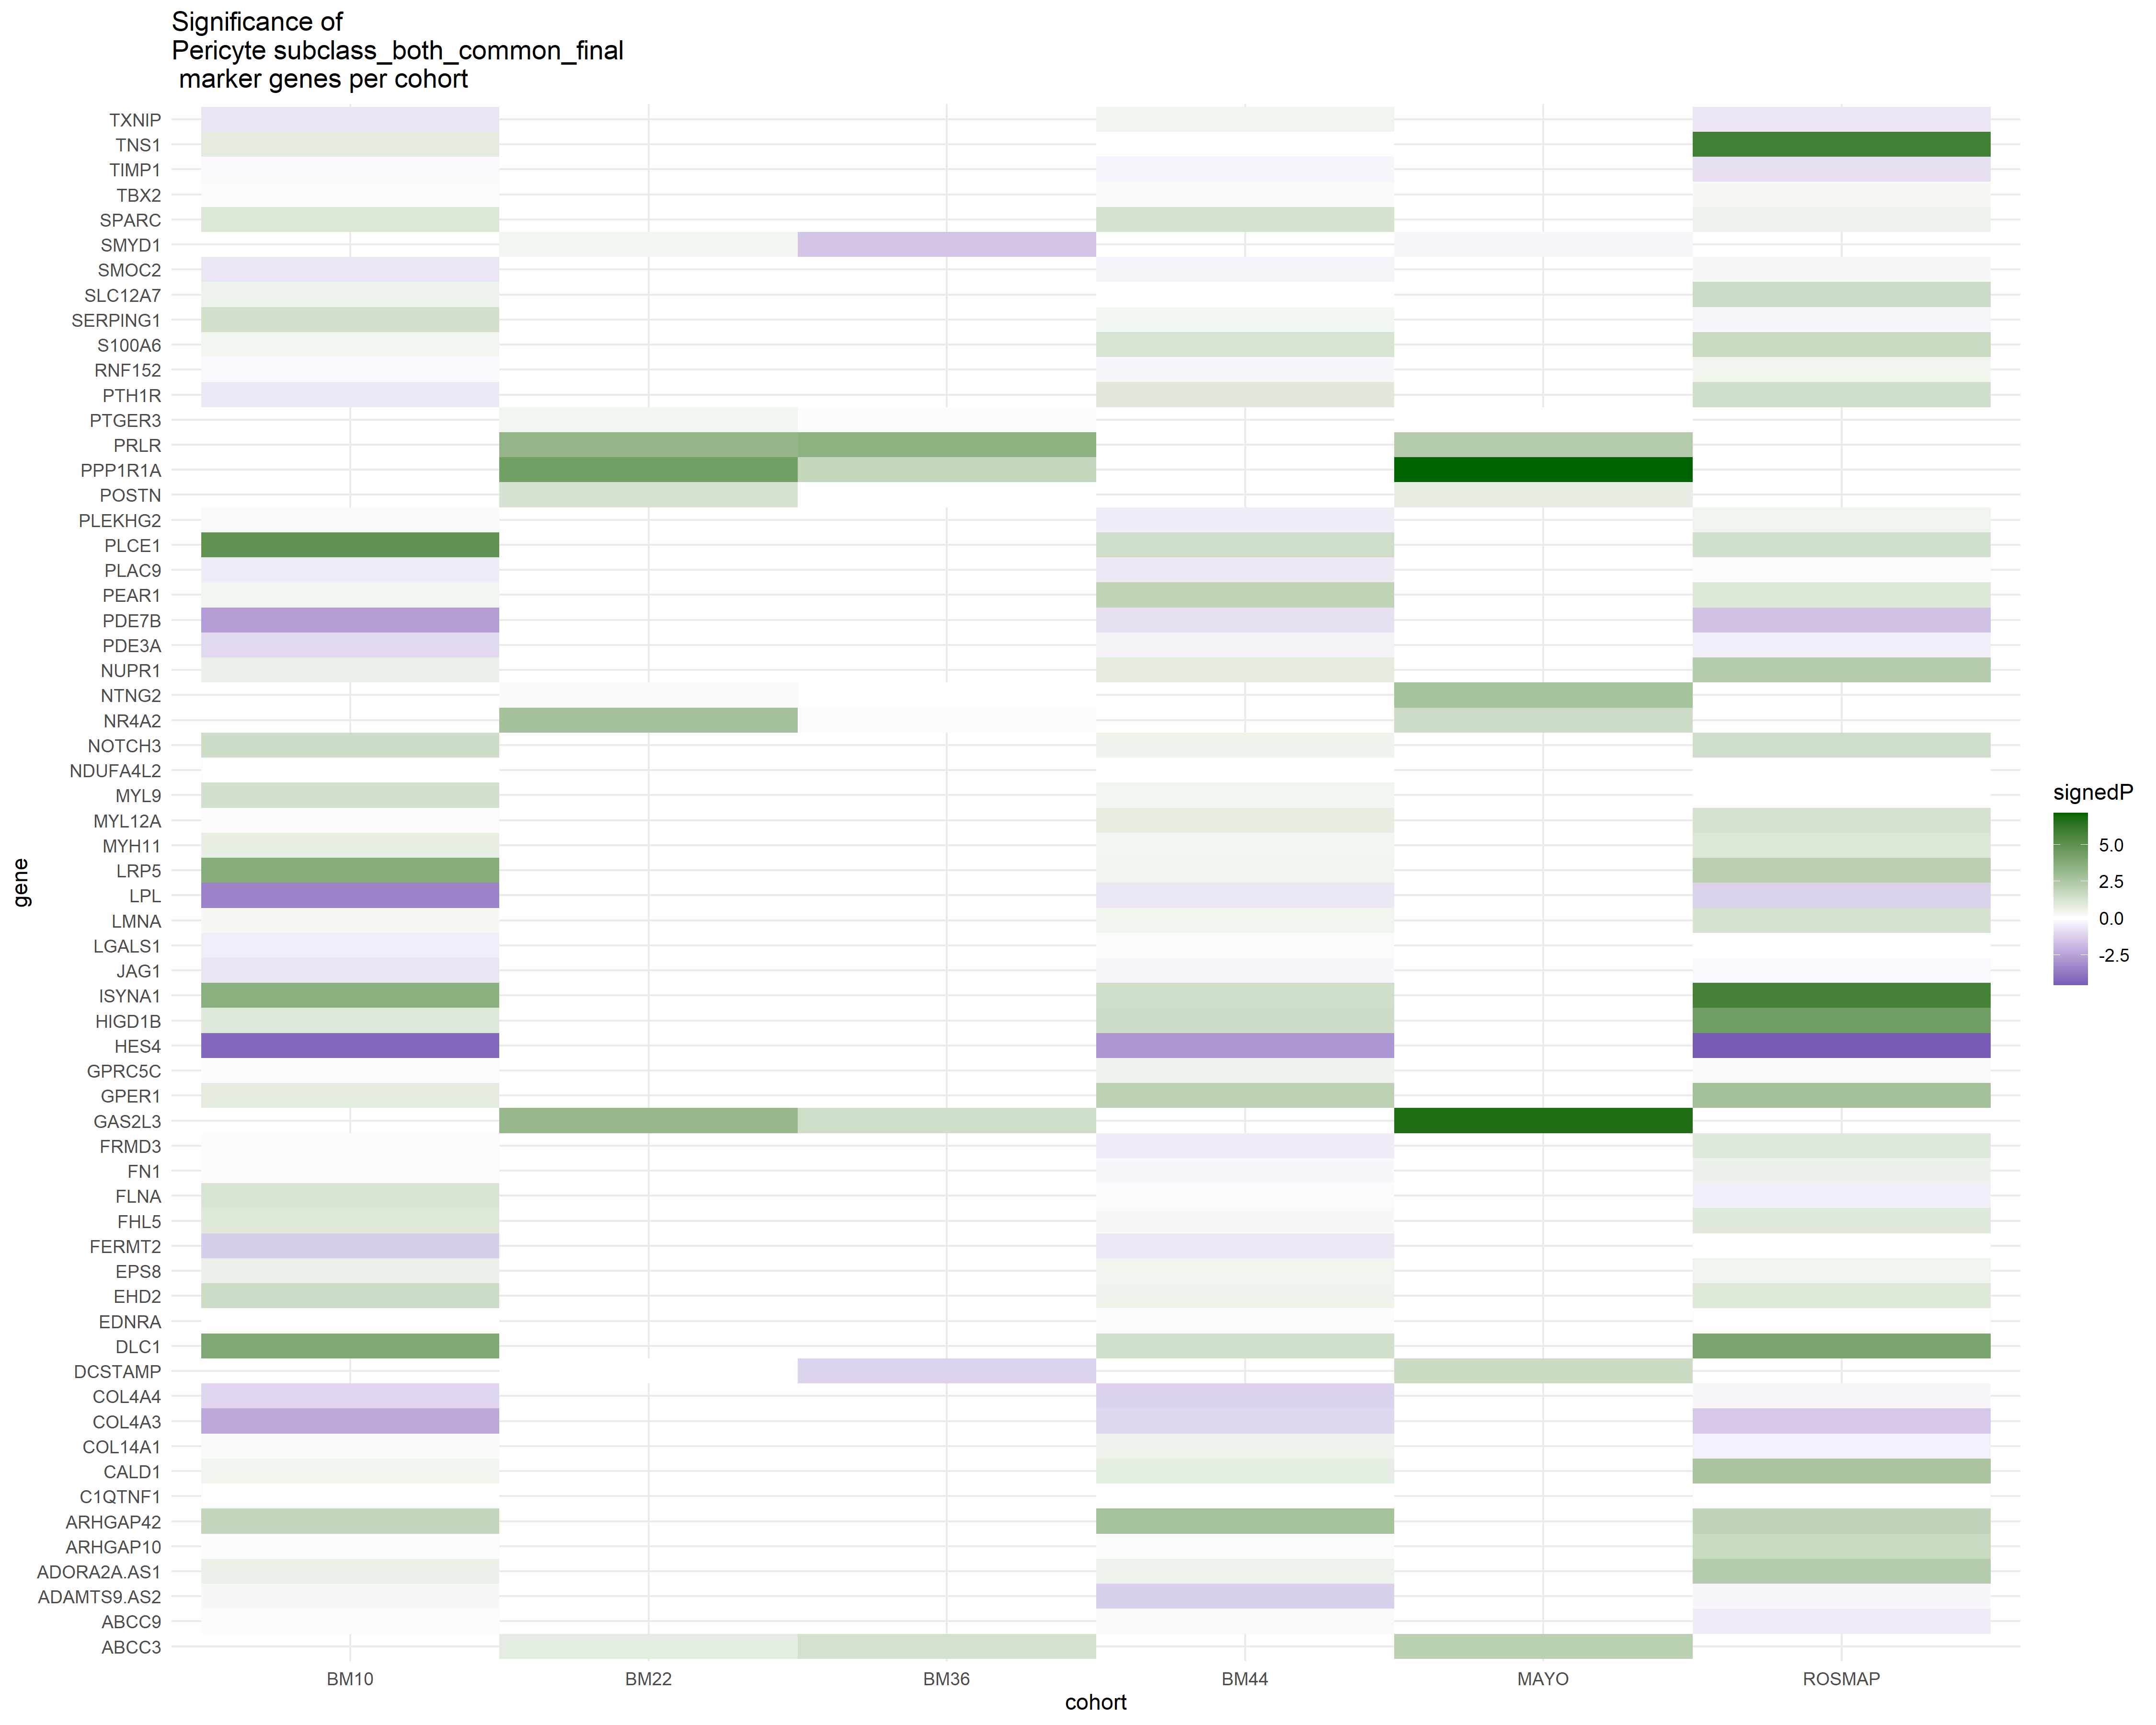 Significance of
Pericyte subclass_both_common_final
marker genes per cohort
TXNIP
TNS1
TIMP1
TBX2
SPARC
SMYD1
SMOC2
SLC12A7
SERPING1
S100A6
RNF152
PTH1R
PTGER3
PRLR
PPP1R1A
POSTN
PLEKHG2
PLCE1
PLAC9
PEAR1
PDE7B
PDE3A
NUPR1
NTNG2
NR4A2
NOTCH3
NDUFA4L2
MYL9
MYL12A
MYH11
LRP5
LPL
LMNA
LGALS1
JAG1
ISYNA1
HIGD1B
HES4
GPRC5C
GPER1
GAS2L3
FRMD3
FN1
FLNA
FHL5
FERMT2
EPS8
EHD2
EDNRA
DLC1
DCSTAMP
COL4A4
COL4A3
COL14A1
CALD1
C1QTNF1
ARHGAP42
ARHGAP10
ADORA2A.AS1
ADAMTS9.AS2
ABCC9
ABCC3
gene
BM10 BM22 BM36 BM44 MAYO ROSMAP
cohort
signedP
5.0
2.5
0.0
-2.5